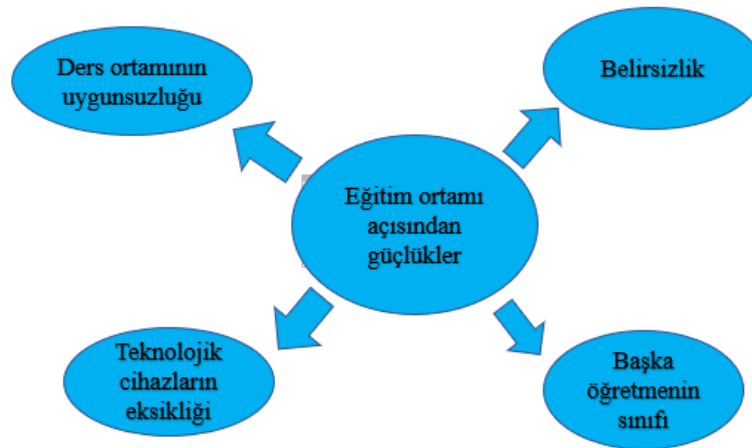 Ders ortamının
uygunsuzluğu
Belirsizlik
Eğitim ortamı
açısından
güçlükler
Teknolojik
cihazların
eksikliği
Başka
öğretmenin
sınıfı